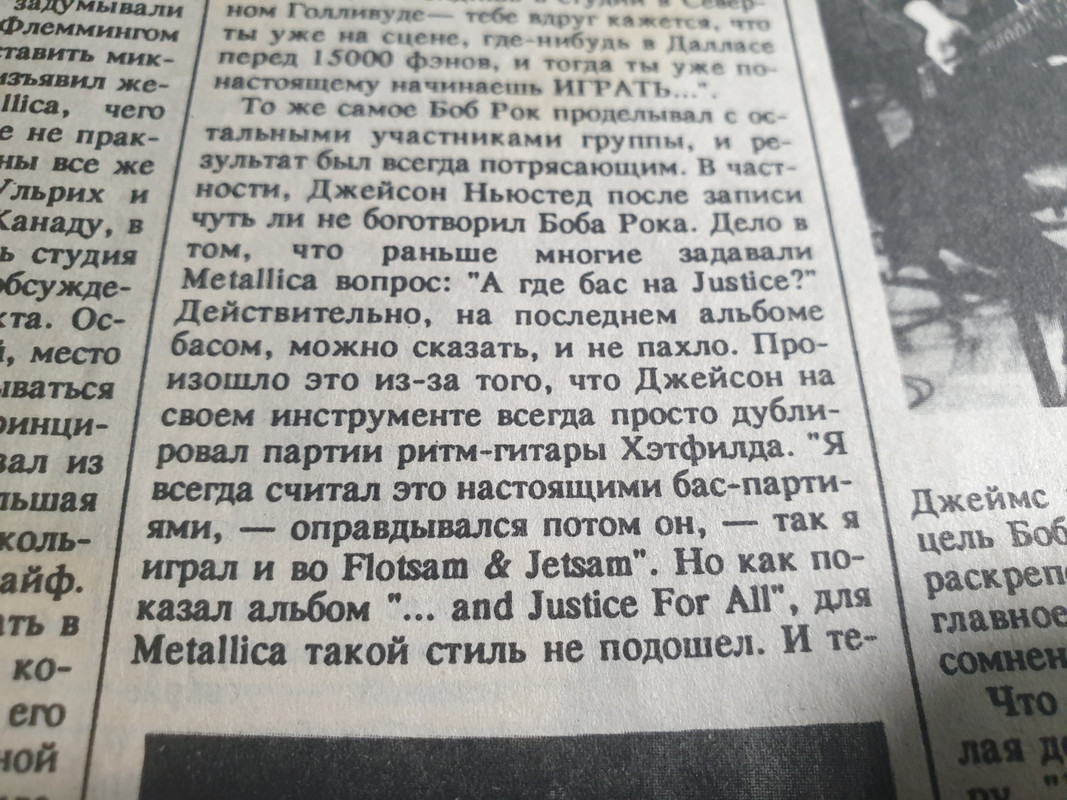 задумывали
Флеммингом
ставить мик-
изъявил же-
llica, чего
е не прак-
ны все же
Ульрих и
Канаду, в
ь студия
обсужде-
кта. Ос-
й, место
ываться
ринци-
вал из
льшая
коль-
айф.
ать в
ко-
его
ной
ном Голливуде— тебе вдруг кажется, что
ты уже на сцене, где-нибудь в Далласе
перед 15000 фэнов, и тогда ты уже по-
настоящему начинаешь ИГРАТЬ...".
То же самое Боб Рок проделывал с ос-
тальными участниками группы, и ре-
зультат был всегда потрясающим. В част-
ности, Джейсон Ньюстед после записи
чуть ли не боготворил Боба Рока. Дело в
том, что раньше многие задавали
Metallica вопрос: "А где бас на Justice?"
Действительно, на последнем альбоме
басом, можно сказать, и не пахло. Про-
изошло это из-за того, что Джейсон на
своем инструменте всегда просто дубли-
ровал партии ритм-гитары Хэтфилда. "Я
всегда считал это настоящими бас-парти-
ями, — оправдывался потом он, — так я
играл и во Flotsam & Jetsam". Но как по-
казал альбом "... and Justice For All", для
Metallica такой стиль не подошел. И те-
Джеймс
цель Боб
раскреп
главное
сомнен
Что
лая д
ру, "